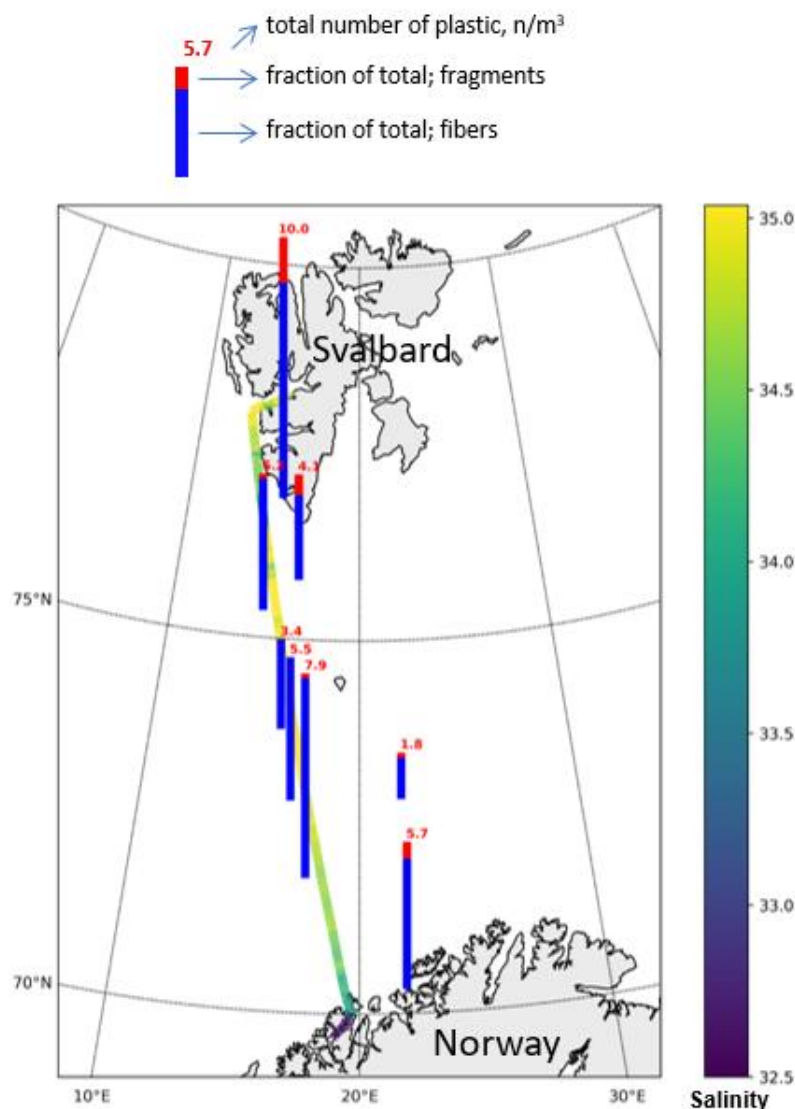 total number of plastic, n/m³
5.7
fraction of total; fragments
fraction of total; fibers
10.0
Svalbard
4.1
75°N
3.4
5.5
7.9
1.8
5.7
70°N
Norway
10°E
20°E
30°E
35.0
34.5
34.0
33.5
33.0
32.5
Salinity